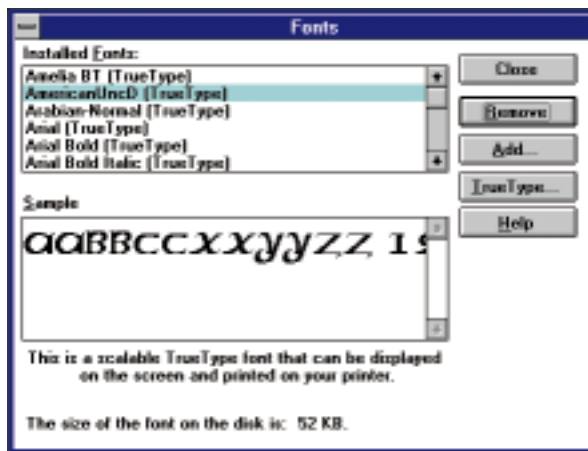 Fonts
Installed Fonts:
Amelia BT (TrueType)
AmericanUncD (TrueType)
Arabian-Normal (TrueType)
Arial (TrueType)
Arial Bold (TrueType)
Arial Bold Italic (TrueType)
Close
Remove
Add...
TrueType...
Help
Sample
AaBBCCXXYYZZ 19
This is a scalable TrueType font that can be displayed
on the screen and printed on your printer.
The size of the font on the disk is: 52 KB.